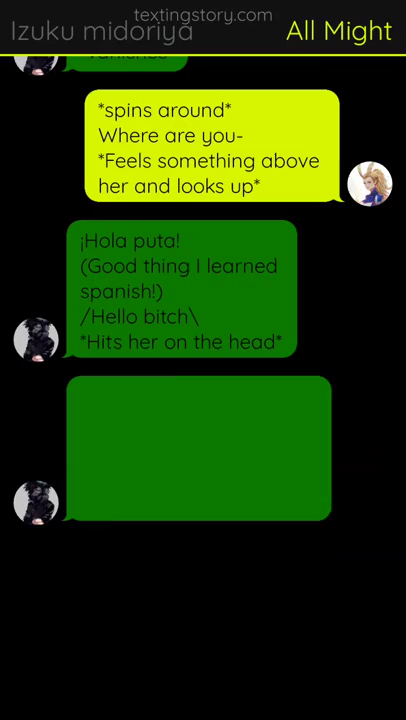 textingstory.com
Izuku midoriya
All Might
vanished
*spins around*
Where are you-
*Feels something above
her and looks up*
¡Hola puta!
(Good thing I learned
spanish!)
/Hello bitch\
*Hits her on the head*